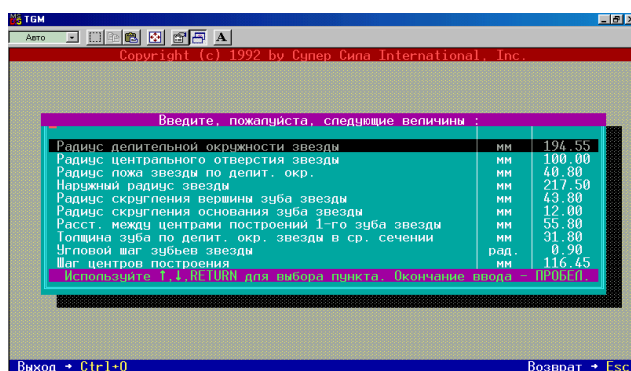 TGM
Авто
A
Copyright (c) 1992 by Супер Сила International, Inc.
Введите, пожалуйста, следующие величины :
Радиус делительной окружности звезды мм 194.55
Радиус центрального отверстия звезды мм 100.00
Радиус ложа звезды по делит. окр. мм 40.80
Наружный радиус звезды мм 217.50
Радиус скругления вершины зуба звезды мм 43.80
Радиус скругления основания зуба звезды мм 12.00
Расст. между центрами построений 1-го зуба звезды мм 55.80
Толщина зуба по делит. окр. звезды в ср. сечении мм 31.80
Угловой шаг зубьев звезды рад. 0.90
Шаг центров построения мм 116.45
Используйте ↑,↓,RETURN для выбора пункта. Окончание ввода - ПРОБЕЛ.
Выход → Ctrl+Q Возврат → Esc